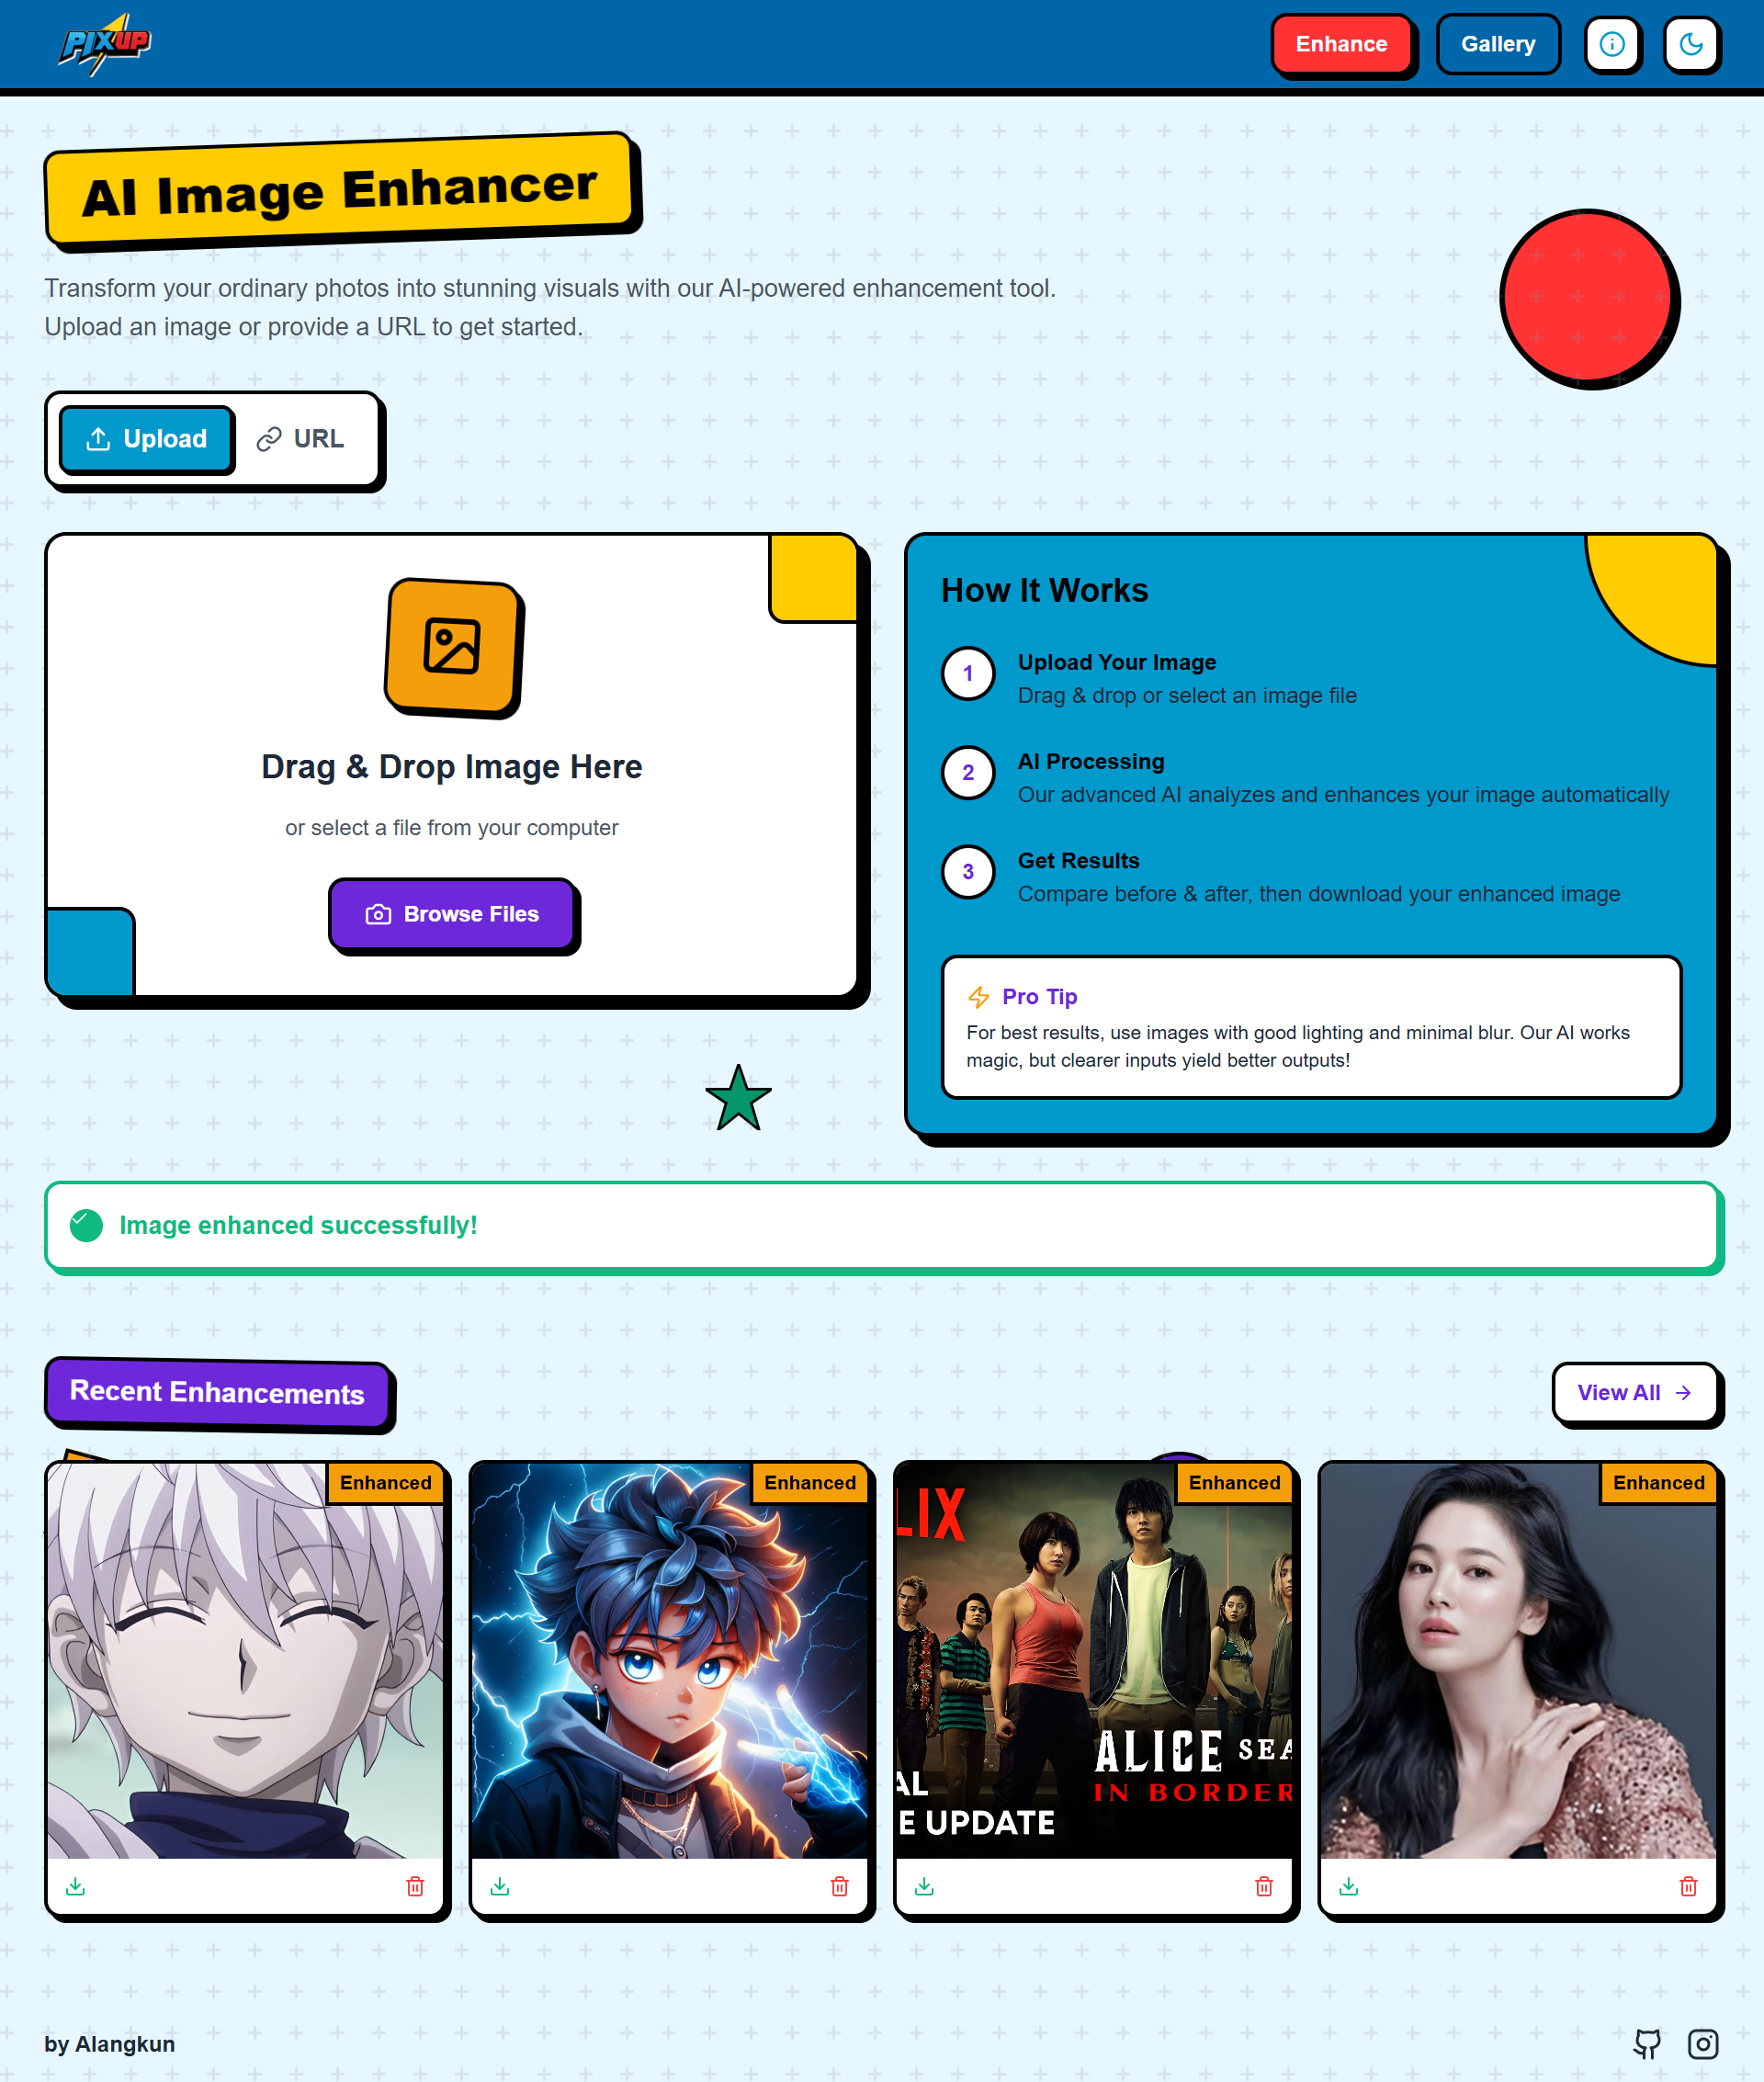 PIXUP
Enhance
Gallery
AI Image Enhancer
Transform your ordinary photos into stunning visuals with our AI-powered enhancement tool.
Upload an image or provide a URL to get started.
Upload
URL
Drag & Drop Image Here
or select a file from your computer
Browse Files
How It Works
1
Upload Your Image
Drag & drop or select an image file
2
AI Processing
Our advanced AI analyzes and enhances your image automatically
3
Get Results
Compare before & after, then download your enhanced image
Pro Tip
For best results, use images with good lighting and minimal blur. Our AI works
magic, but clearer inputs yield better outputs!
Image enhanced successfully!
Recent Enhancements
View All
Enhanced
Enhanced
Enhanced
LIX
ALICE SEA
IN BORDER
AL
E UPDATE
Enhanced
by Alangkun